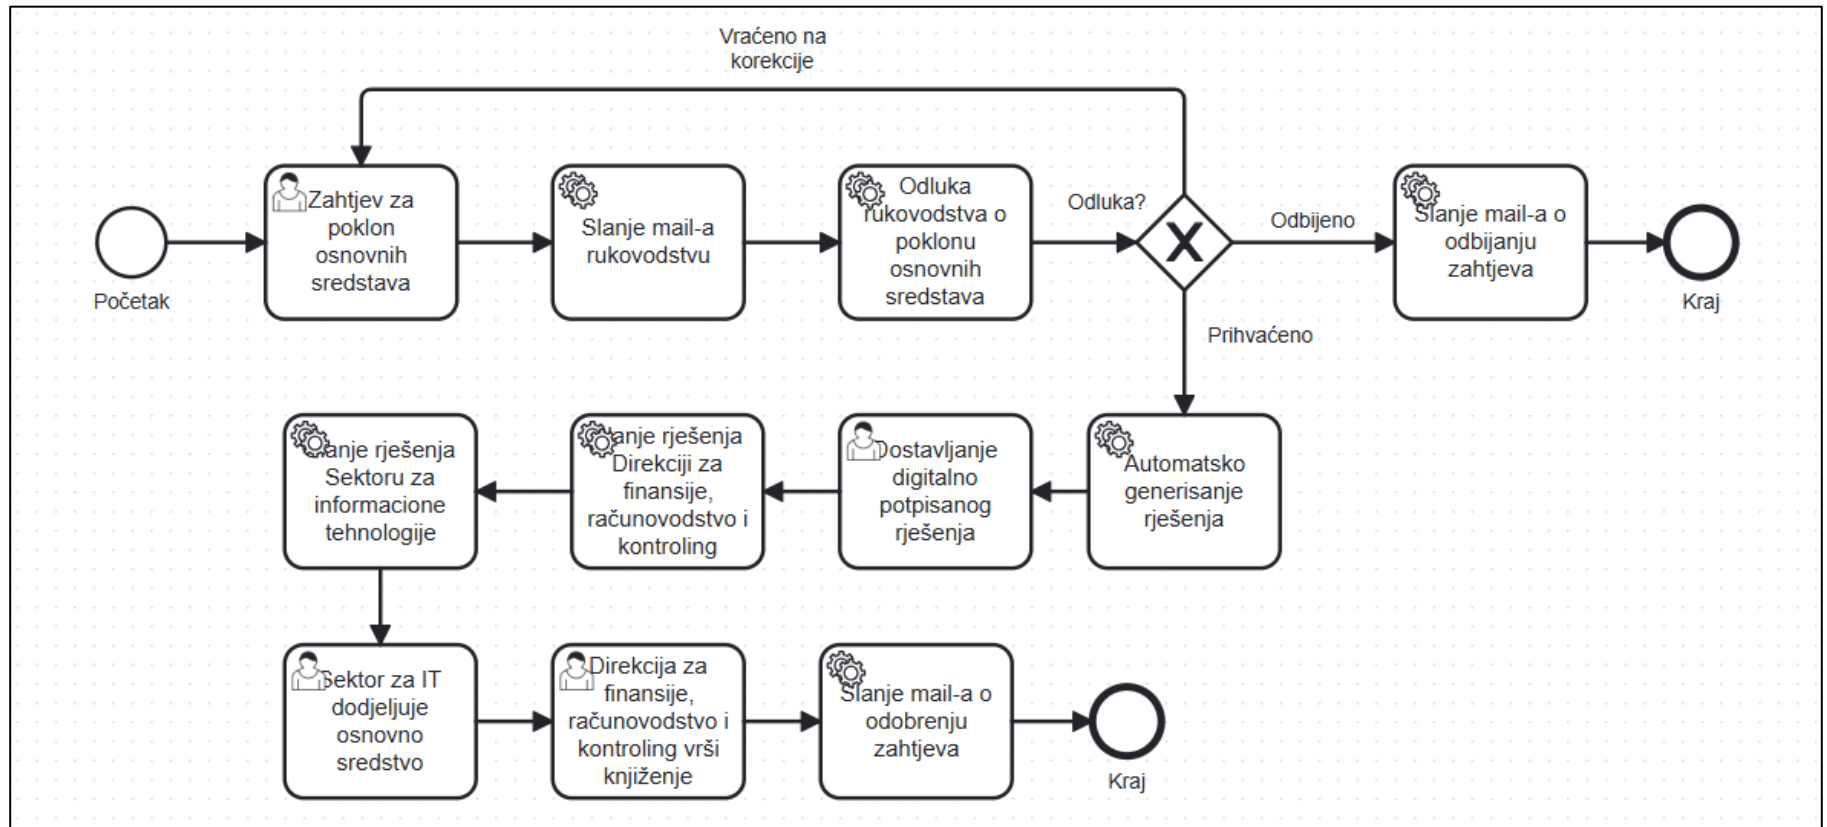 Vraćeno na
korekcije
Početak
Zahtjev za
poklon
osnovnih
sredstava
Slanje mail-a
rukovodstvu
Odluka
rukovodstva o
poklonu
osnovnih
sredstava
Odluka?
Odbijeno
Slanje mail-a o
odbijanju
zahtjeva
Kraj
Prihvaćeno
Slanje rješenja
Sektoru za
informacione
tehnologije
Slanje rješenja
Direkciji za
finansije,
računovodstvo i
kontroling
Dostavljanje
digitalno
potpisanog
rješenja
Automatsko
generisanje
rješenja
Sektor za IT
dodjeljuje
osnovno
sredstvo
Direkcija za
finansije,
računovodstvo i
kontroling vrši
knjiženje
Slanje mail-a o
odobrenju
zahtjeva
Kraj